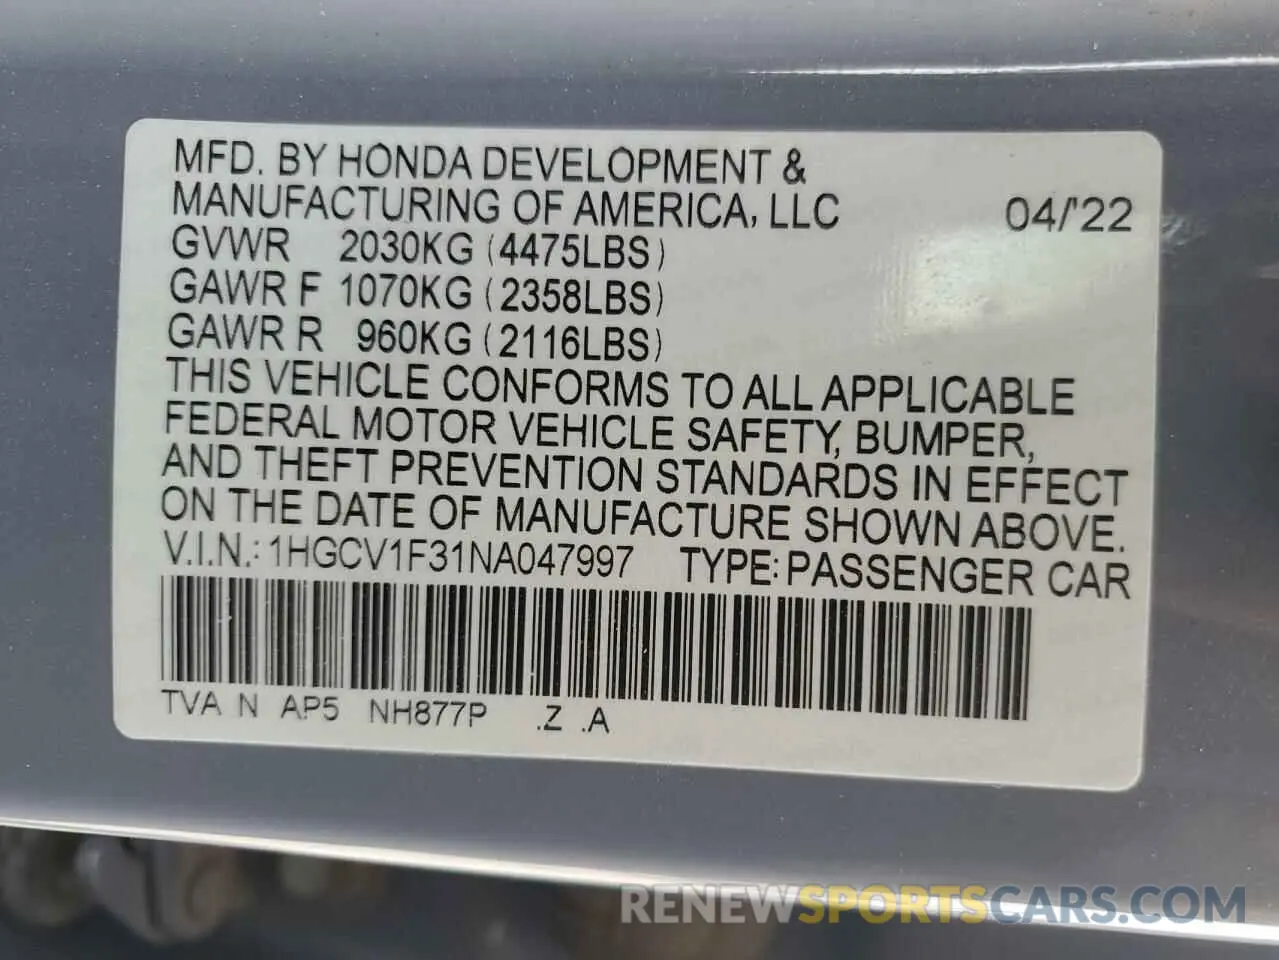 MFD. BY HONDA DEVELOPMENT &
MANUFACTURING OF AMERICA, LLC 04/'22
GVWR 2030KG (4475LBS)
GAWR F 1070KG (2358LBS)
GAWR R 960KG (2116LBS)
THIS VEHICLE CONFORMS TO ALL APPLICABLE
FEDERAL MOTOR VEHICLE SAFETY, BUMPER,
AND THEFT PREVENTION STANDARDS IN EFFECT
ON THE DATE OF MANUFACTURE SHOWN ABOVE.
V.I.N.: 1HGCV1F31NA047997 TYPE: PASSENGER CAR
TVA N AP5 NH877P .Z .A
RENEWSPORTSCARS.COM